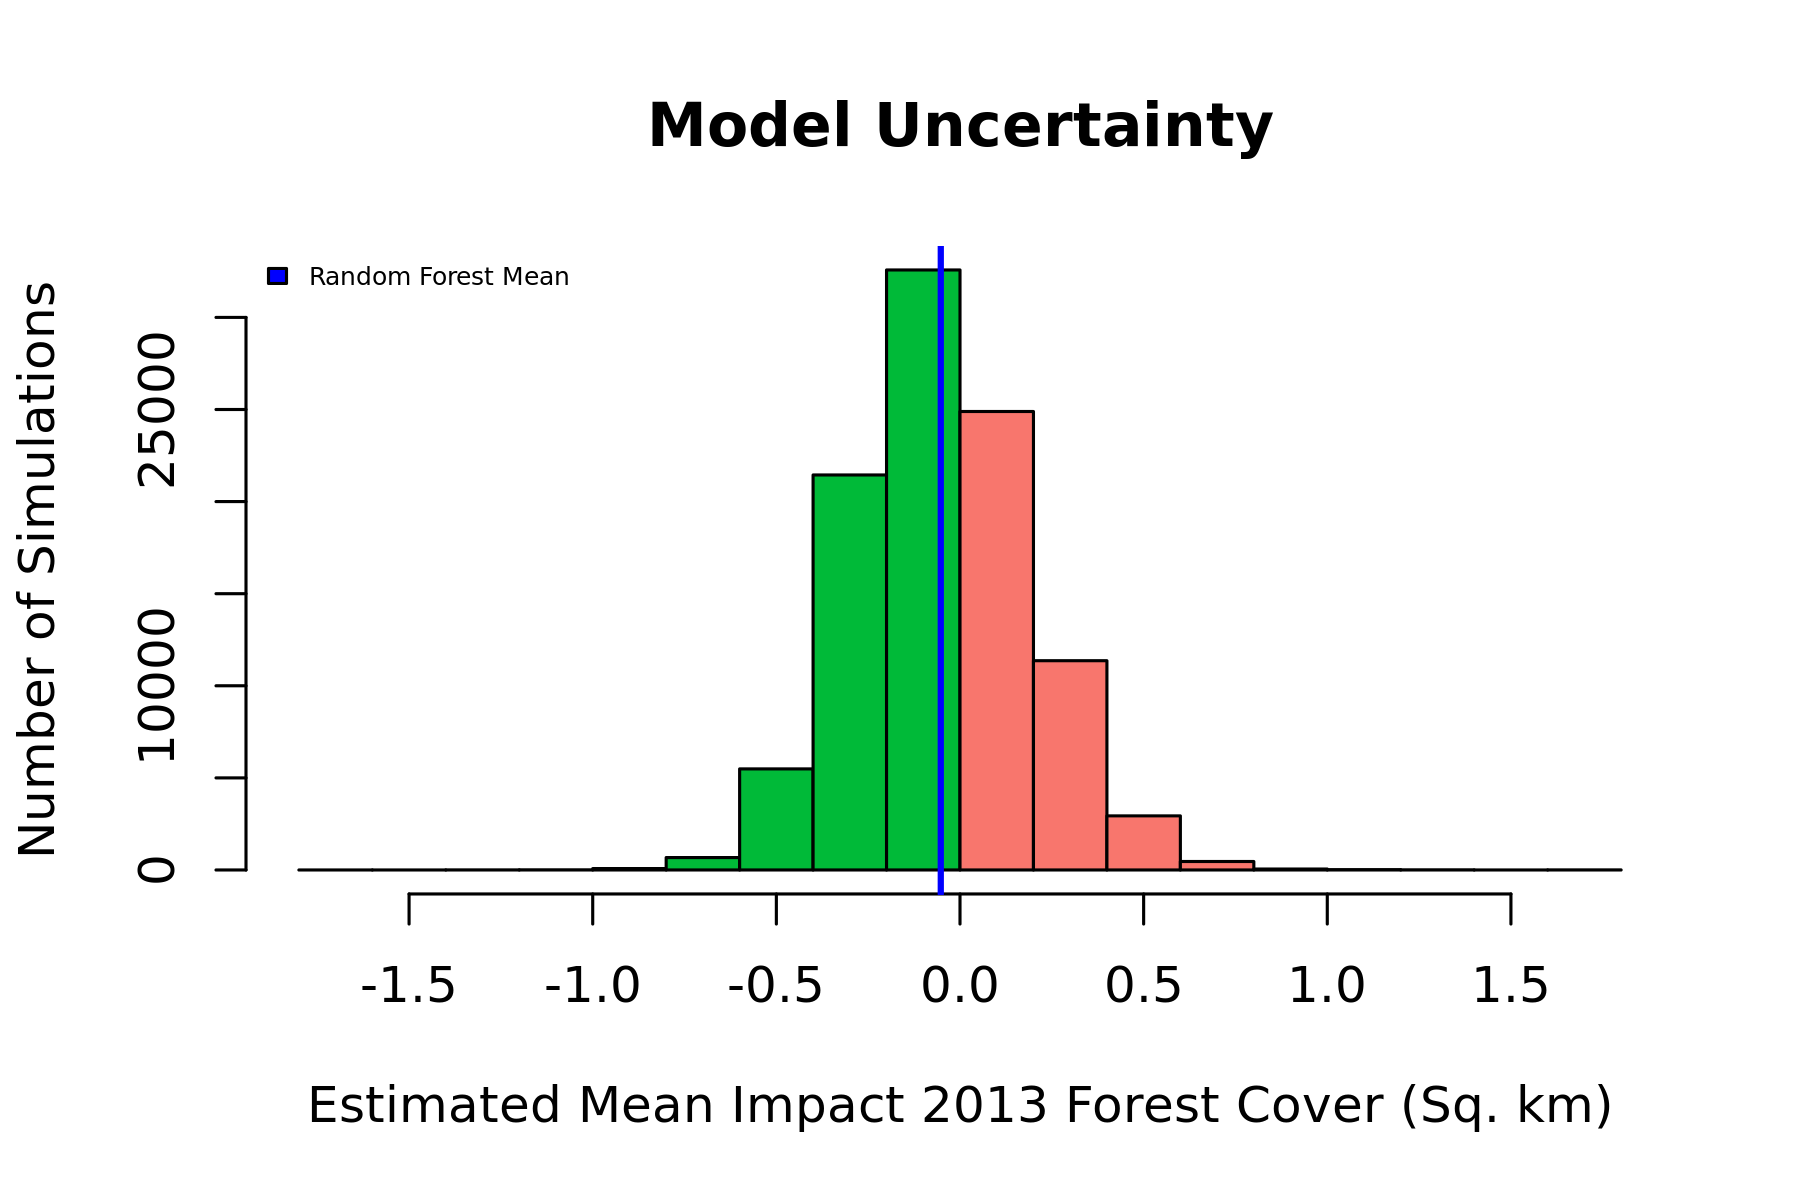 Model Uncertainty
Random Forest Mean
Number of Simulations
0
10000
25000
-1.5
-1.0
-0.5
0.0
0.5
1.0
1.5
Estimated Mean Impact 2013 Forest Cover (Sq. km)